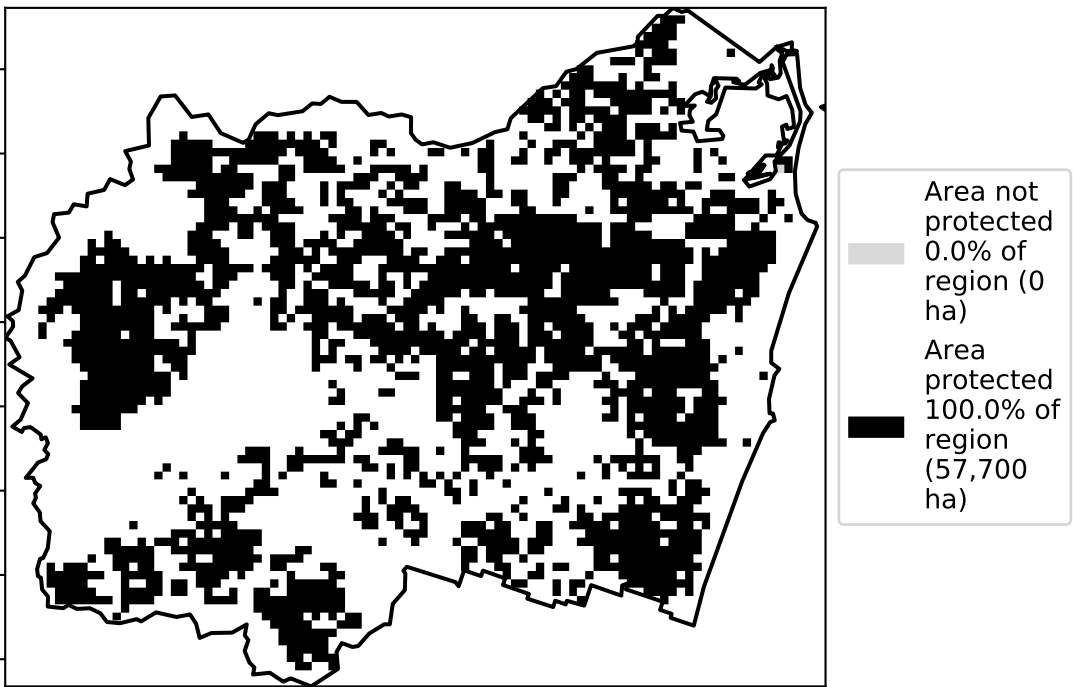 Area not
protected
0.0% of
region (0
ha)
Area
protected
100.0% of
region
(57,700
ha)